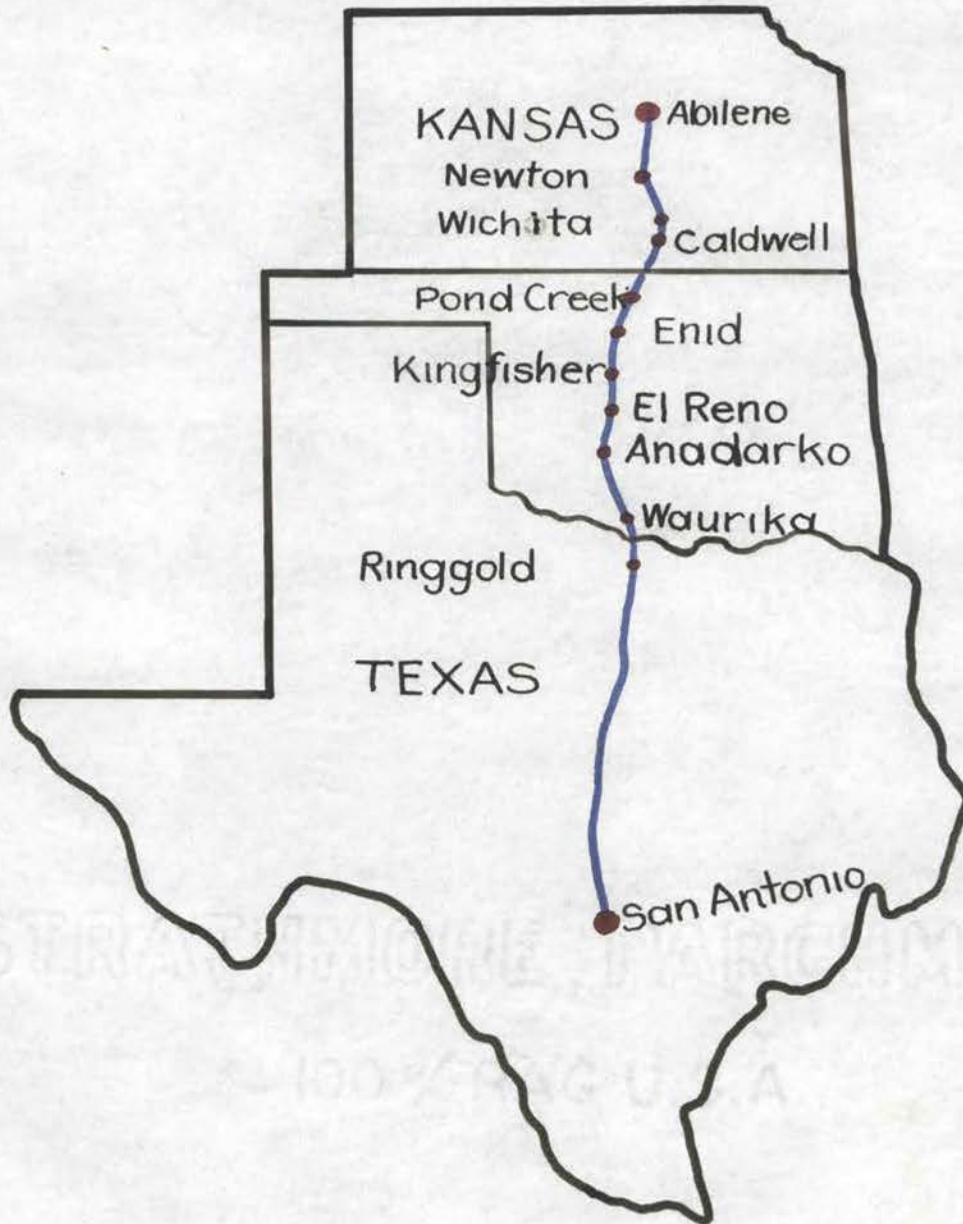 KANSAS
Abilene
Newton
Wichita
Caldwell
Pond Creek
Enid
Kingfisher
El Reno
Anadarko
Waurika
Ringgold
TEXAS
San Antonio